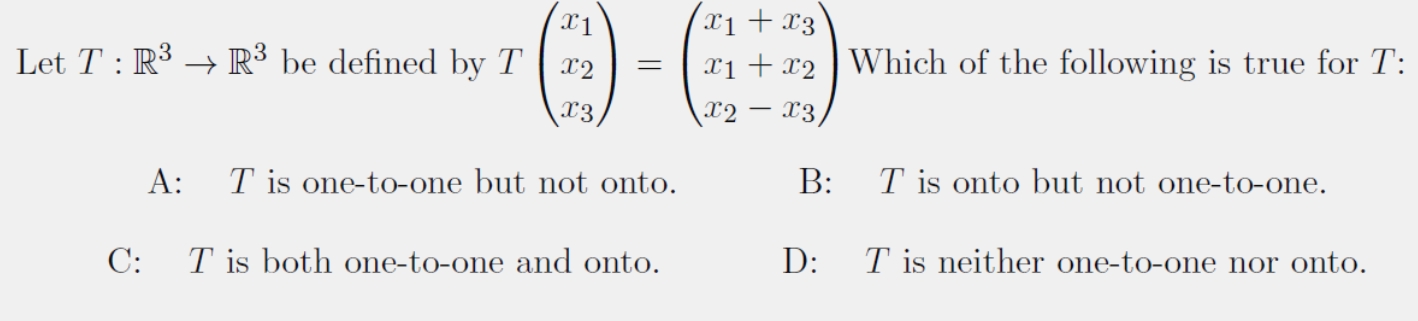 Let T : ℝ³ → ℝ³ be defined by T (x₁ x₂ x₃) = (x₁ + x₃ x₁ + x₂ x₂ − x₃) Which of the following is true for T:
A: T is one-to-one but not onto. B: T is onto but not one-to-one.
C: T is both one-to-one and onto. D: T is neither one-to-one nor onto.